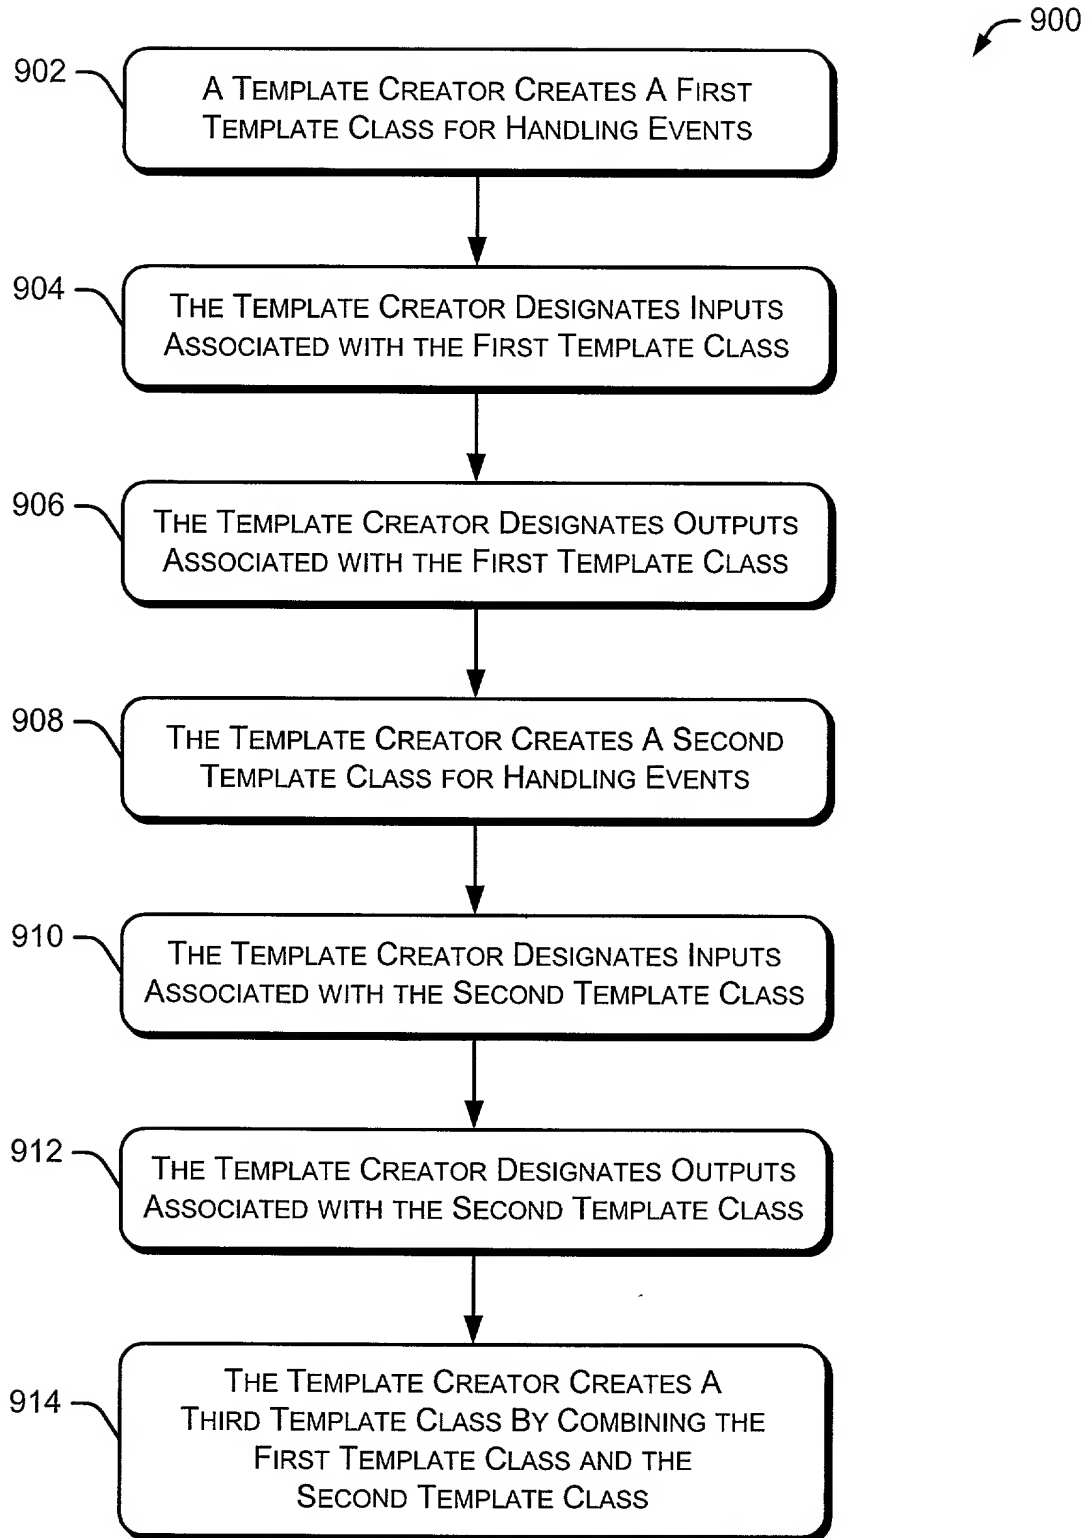 900
902
A TEMPLATE CREATOR CREATES A FIRST
TEMPLATE CLASS FOR HANDLING EVENTS
904
THE TEMPLATE CREATOR DESIGNATES INPUTS
ASSOCIATED WITH THE FIRST TEMPLATE CLASS
906
THE TEMPLATE CREATOR DESIGNATES OUTPUTS
ASSOCIATED WITH THE FIRST TEMPLATE CLASS
908
THE TEMPLATE CREATOR CREATES A SECOND
TEMPLATE CLASS FOR HANDLING EVENTS
910
THE TEMPLATE CREATOR DESIGNATES INPUTS
ASSOCIATED WITH THE SECOND TEMPLATE CLASS
912
THE TEMPLATE CREATOR DESIGNATES OUTPUTS
ASSOCIATED WITH THE SECOND TEMPLATE CLASS
914
THE TEMPLATE CREATOR CREATES A
THIRD TEMPLATE CLASS BY COMBINING THE
FIRST TEMPLATE CLASS AND THE
SECOND TEMPLATE CLASS